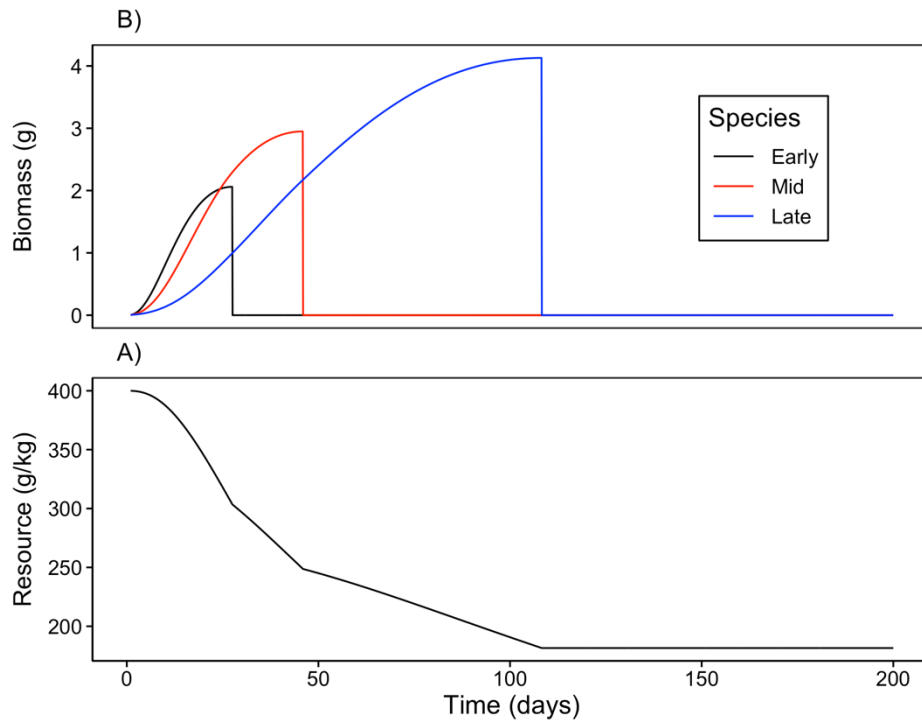 B)
Biomass (g)
4
3
2
1
0
Species
Early
Mid
Late
A)
Resource (g/kg)
400
350
300
250
200
0 50 100 150 200
Time (days)